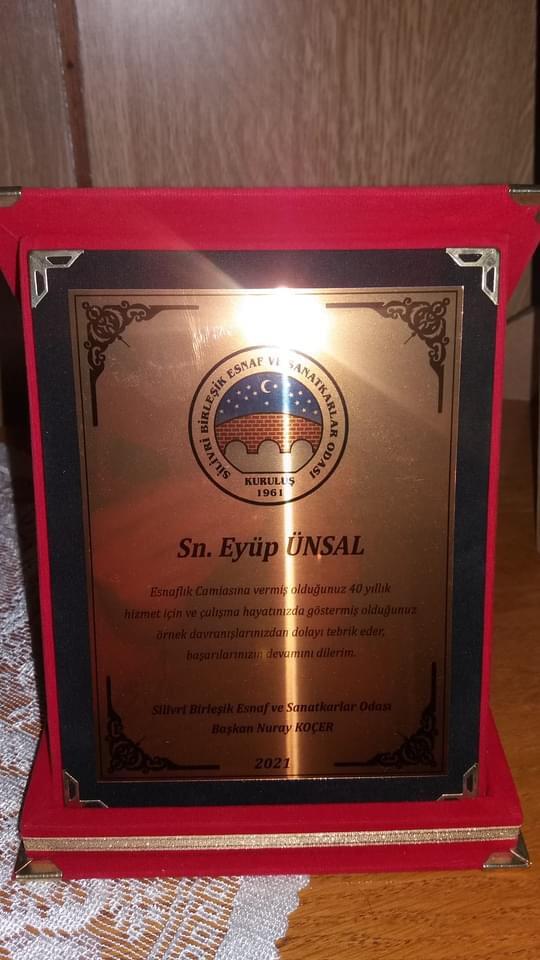 SİLİVRİ BİRLEŞİK ESNAF VE SANATKARLAR ODASI
KURULUŞ
1961
Sn. Eyüp ÜNSAL
Esnaflık Camiasına vermiş olduğunuz 40 yıllık
hizmet için ve çalışma hayatınızda göstermiş olduğunuz
örnek davranışlarınızdan dolayı tebrik eder,
başarılarınızın devamını dilerim.
Silivri Birleşik Esnaf ve Sanatkarlar Odası
Başkan Nuray KOÇER
2021